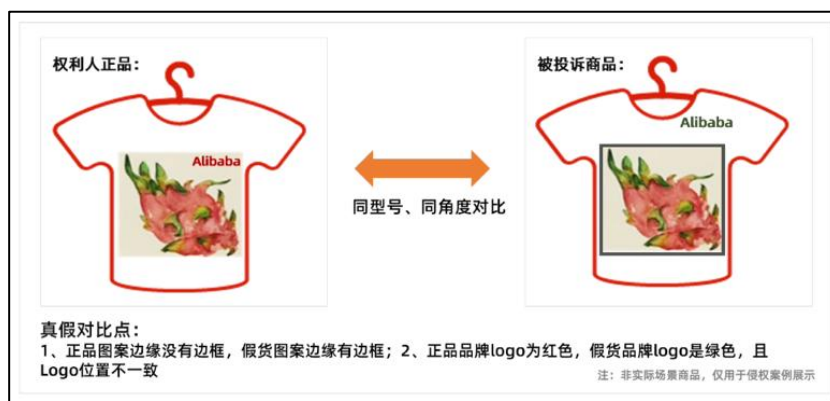 权利人正品：
Alibaba
被投诉商品：
Alibaba
同型号、同角度对比
真假对比点：
1、正品图案边缘没有边框，假货图案边缘有边框；2、正品品牌logo为红色，假货品牌logo是绿色，且
Logo位置不一致
注：非实际场景商品，仅用于侵权案例展示